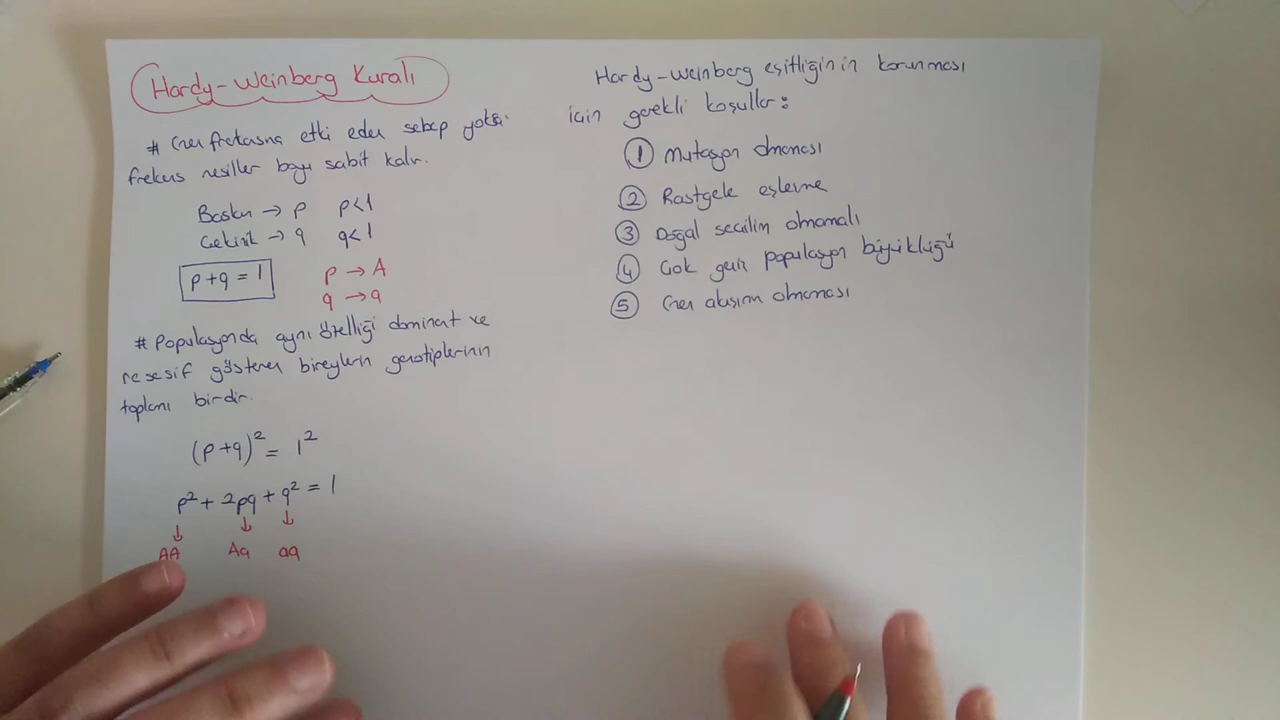 Hardy-Weinberg Kuralı
# Gen frekasına etki eden sebep yoksa
frekans nesiller boyu sabit kalır.
Baskın → p p<1
Çekinik → q q<1
p+q = 1
p → A
q → a
# Populasyonda aynı özelliği dominant ve
resesif gösteren bireylerin genotiplerinin
toplamı birdir.
(p+q)² = 1²
p² + 2pq + q² = 1
AA Aa aa
Hardy-Weinberg eşitliğinin korunması
için gerekli koşullar:
① Mutasyon olmaması
② Rastgele eşleşme
③ Doğal seçilim olmamalı
④ Çok geniş populasyon büyüklüğü
⑤ Gen akışının olmaması